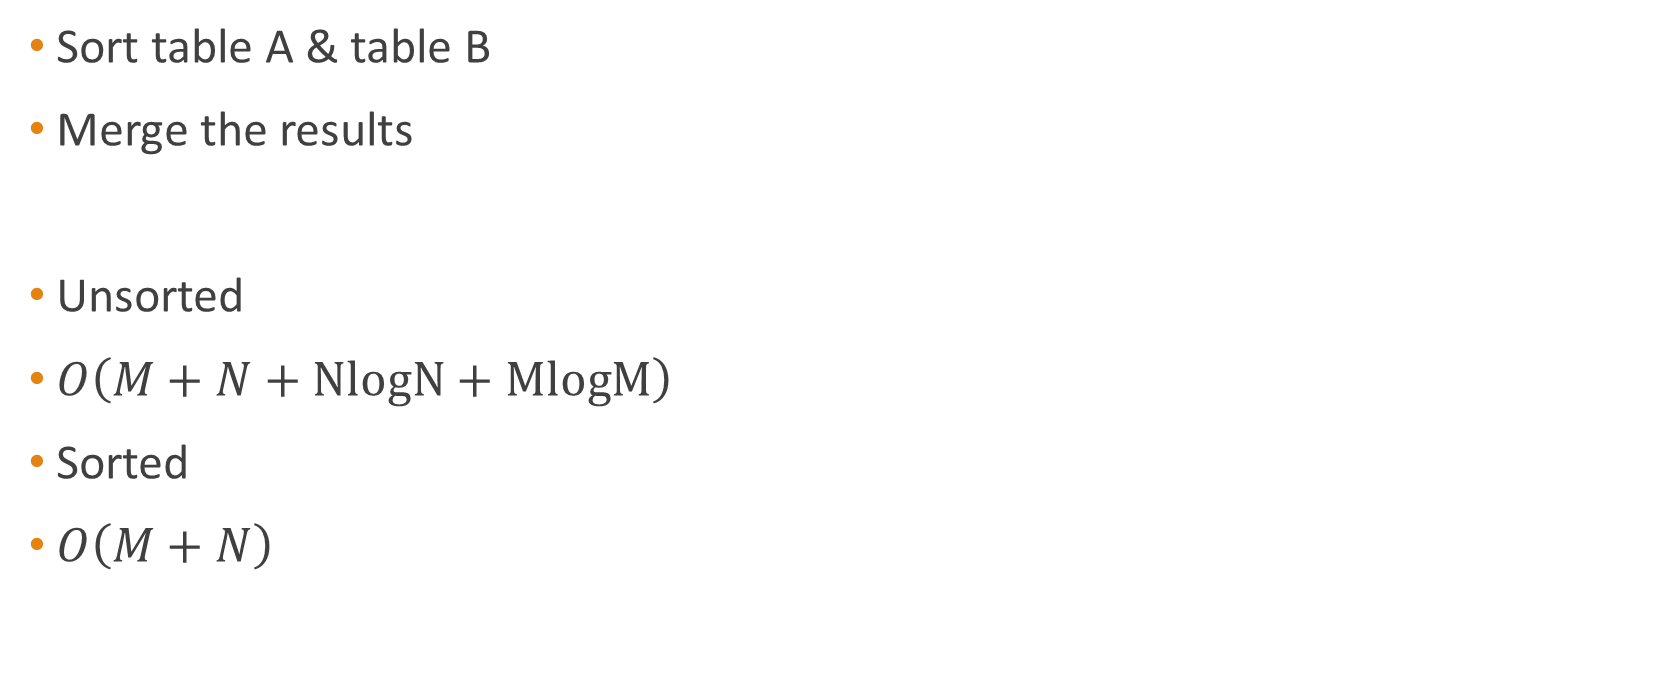 • Sort table A & table B
• Merge the results
• Unsorted
• O(M + N + NlogN + MlogM)
• Sorted
• O(M + N)